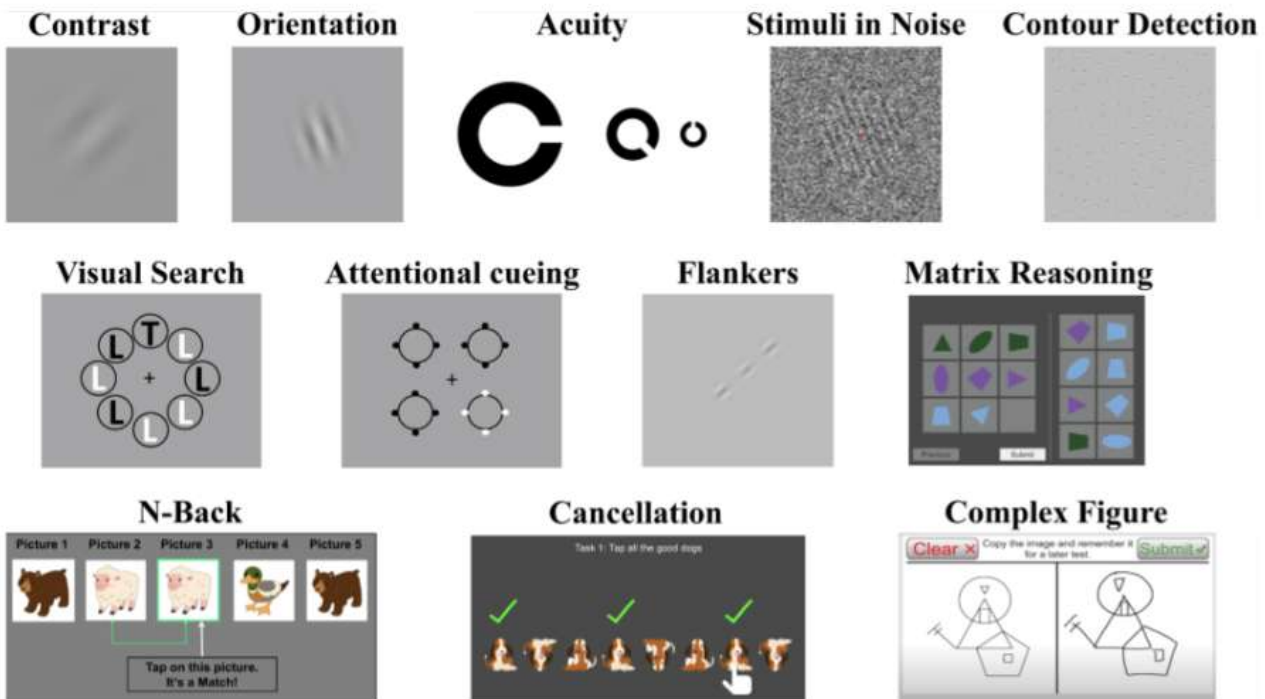 Contrast
Orientation
Acuity
Stimuli in Noise
Contour Detection
Visual Search
Attentional cueing
Flankers
Matrix Reasoning
T
L
L
L
L
L
L
L
+
+
Previous
Submit
N-Back
Cancellation
Complex Figure
Picture 1
Picture 2
Picture 3
Picture 4
Picture 5
Tap on this picture.
It's a Match!
Task 1: Tap all the good dogs
Clear ✕
Copy the image and remember it
for a later test
Submit ✓